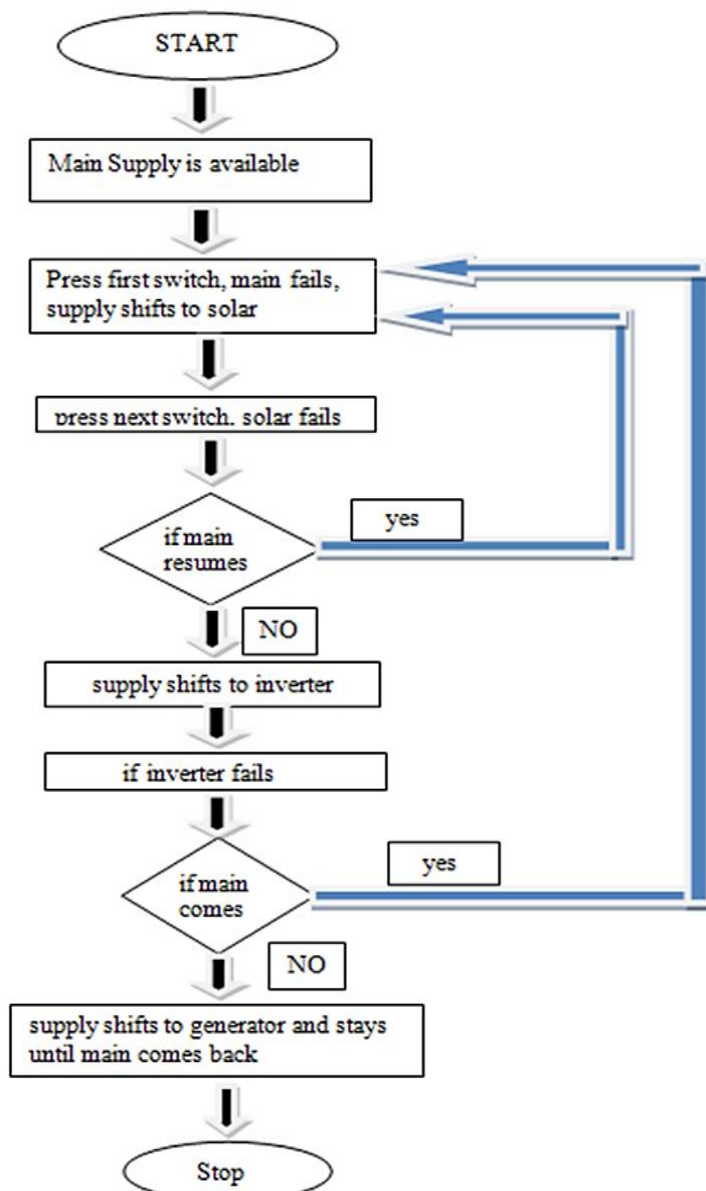 START
Main Supply is available
Press first switch, main fails,
supply shifts to solar
press next switch, solar fails
if main
resumes
yes
NO
supply shifts to inverter
if inverter fails
if main
comes
yes
NO
supply shifts to generator and stays
until main comes back
Stop